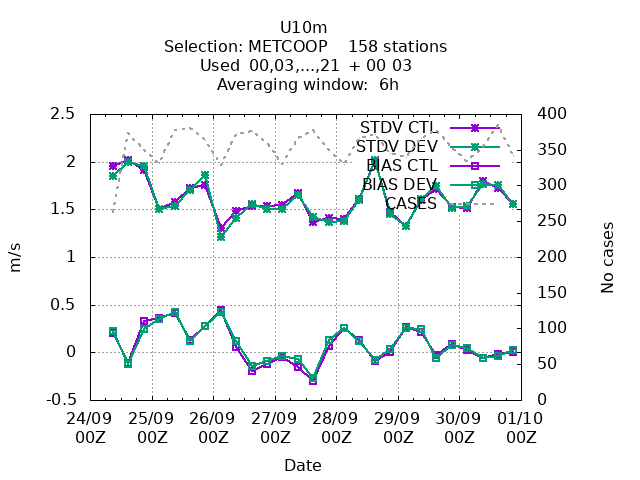 U10m
Selection: METCOOP    158 stations
Used  00,03,...,21  + 00 03
Averaging window:  6h
STDV CTL
STDV DEV
BIAS CTL
BIAS DEV
CASES
2.5
2
1.5
1
0.5
0
-0.5
400
350
300
250
200
150
100
50
0
m/s
No cases
24/09 25/09 26/09 27/09 28/09 29/09 30/09 01/10
00Z 00Z 00Z 00Z 00Z 00Z 00Z 00Z
Date